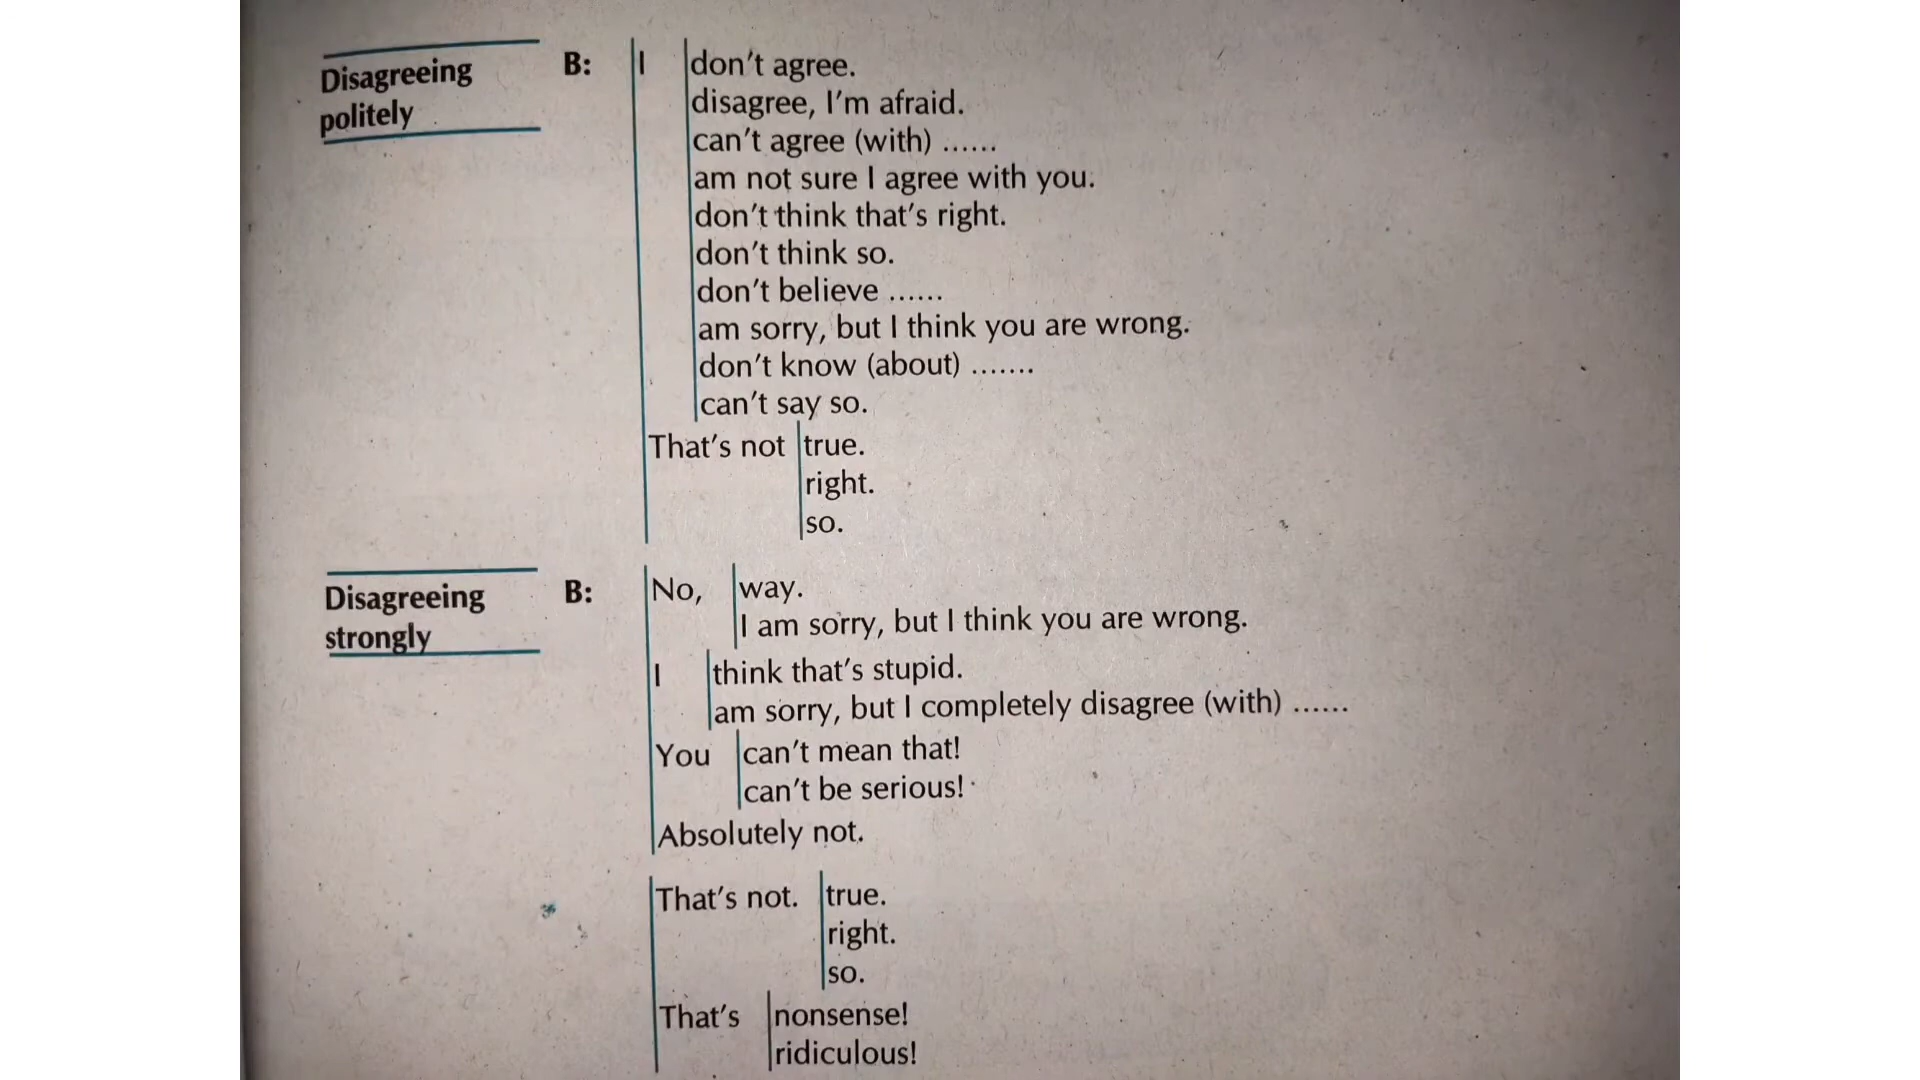 Disagreeing
politely
B: I don't agree.
disagree, I'm afraid.
can't agree (with) ......
am not sure I agree with you.
don't think that's right.
don't think so.
don't believe ......
am sorry, but I think you are wrong.
don't know (about) .......
can't say so.
That's not true.
right.
so.
Disagreeing
strongly
B: No, way.
I am sorry, but I think you are wrong.
I think that's stupid.
am sorry, but I completely disagree (with) ......
You can't mean that!
can't be serious!
Absolutely not.
That's not. true.
right.
so.
That's nonsense!
ridiculous!